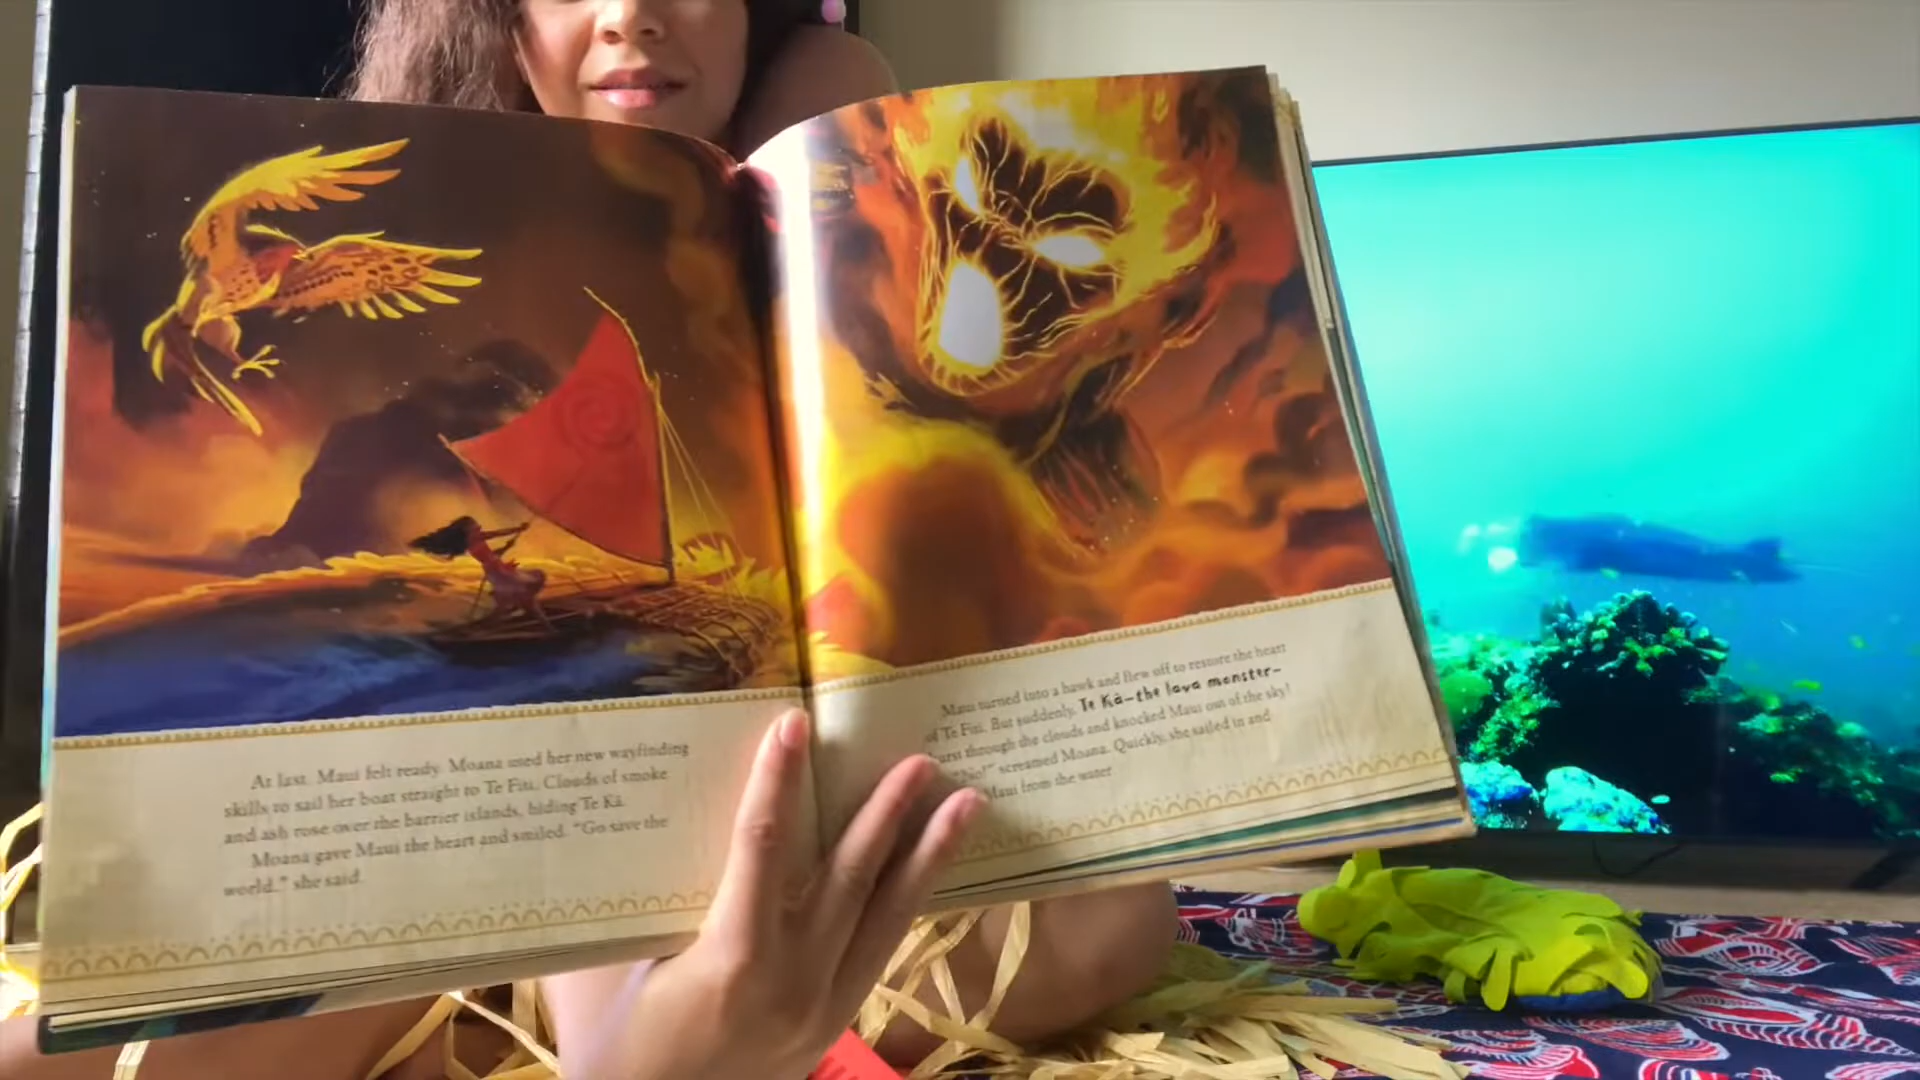 At last, Maui felt ready. Moana used her new wayfinding
skills to sail her boat straight to Te Fiti. Clouds of smoke
and ash rose over the barrier islands, hiding Te Kā.
Moana gave Maui the heart and smiled. "Go save the
world," she said.
Maui turned into a hawk and flew off to restore the heart
of Te Fiti. But suddenly, Te Kā—the lava monster—
burst through the clouds and knocked Maui out of the sky!
"No!" screamed Moana. Quickly, she sailed in and
Maui from the water.